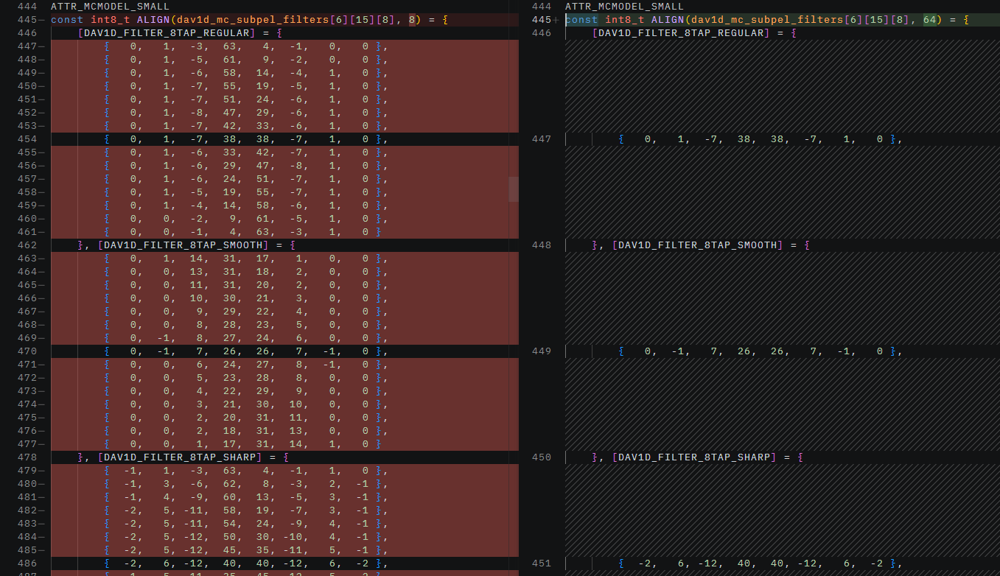 444 ATTR_MCMODEL_SMALL
445— const int8_t ALIGN(dav1d_mc_subpel_filters[6][15][8], 8) = {
446 [DAV1D_FILTER_8TAP_REGULAR] = {
447— { 0, 1, -3, 63, 4, -1, 0, 0 },
448— { 0, 1, -5, 61, 9, -2, 0, 0 },
449— { 0, 1, -6, 58, 14, -4, 1, 0 },
450— { 0, 1, -7, 55, 19, -5, 1, 0 },
451— { 0, 1, -7, 51, 24, -6, 1, 0 },
452— { 0, 1, -8, 47, 29, -6, 1, 0 },
453— { 0, 1, -7, 42, 33, -6, 1, 0 },
454 { 0, 1, -7, 38, 38, -7, 1, 0 },
455— { 0, 1, -6, 33, 42, -7, 1, 0 },
456— { 0, 1, -6, 29, 47, -8, 1, 0 },
457— { 0, 1, -6, 24, 51, -7, 1, 0 },
458— { 0, 1, -5, 19, 55, -7, 1, 0 },
459— { 0, 1, -4, 14, 58, -6, 1, 0 },
460— { 0, 0, -2, 9, 61, -5, 1, 0 },
461— { 0, 0, -1, 4, 63, -3, 1, 0 }
462 }, [DAV1D_FILTER_8TAP_SMOOTH] = {
463— { 0, 1, 14, 31, 17, 1, 0, 0 },
464— { 0, 0, 13, 31, 18, 2, 0, 0 },
465— { 0, 0, 11, 31, 20, 2, 0, 0 },
466— { 0, 0, 10, 30, 21, 3, 0, 0 },
467— { 0, 0, 9, 29, 22, 4, 0, 0 },
468— { 0, 0, 8, 28, 23, 5, 0, 0 },
469— { 0, -1, 8, 27, 24, 6, 0, 0 },
470 { 0, -1, 7, 26, 26, 7, -1, 0 },
471— { 0, 0, 6, 24, 27, 8, -1, 0 },
472— { 0, 0, 5, 23, 28, 8, 0, 0 },
473— { 0, 0, 4, 22, 29, 9, 0, 0 },
474— { 0, 0, 3, 21, 30, 10, 0, 0 },
475— { 0, 0, 2, 20, 31, 11, 0, 0 },
476— { 0, 0, 2, 18, 31, 13, 0, 0 },
477— { 0, 0, 1, 17, 31, 14, 1, 0 }
478 }, [DAV1D_FILTER_8TAP_SHARP] = {
479— { -1, 1, -3, 63, 4, -1, 1, 0 },
480— { -1, 3, -6, 62, 8, -3, 2, -1 },
481— { -1, 4, -9, 60, 13, -5, 3, -1 },
482— { -2, 5, -11, 58, 19, -7, 3, -1 },
483— { -2, 5, -11, 54, 24, -9, 4, -1 },
484— { -2, 5, -12, 50, 30, -10, 4, -1 },
485— { -2, 5, -12, 45, 35, -11, 5, -1 },
486 { -2, 6, -12, 40, 40, -12, 6, -2 },
444 ATTR_MCMODEL_SMALL
445+ const int8_t ALIGN(dav1d_mc_subpel_filters[6][15][8], 64) = {
446 [DAV1D_FILTER_8TAP_REGULAR] = {
447 { 0, 1, -7, 38, 38, -7, 1, 0 },
448 }, [DAV1D_FILTER_8TAP_SMOOTH] = {
449 { 0, -1, 7, 26, 26, 7, -1, 0 },
450 }, [DAV1D_FILTER_8TAP_SHARP] = {
451 { -2, 6, -12, 40, 40, -12, 6, -2 },